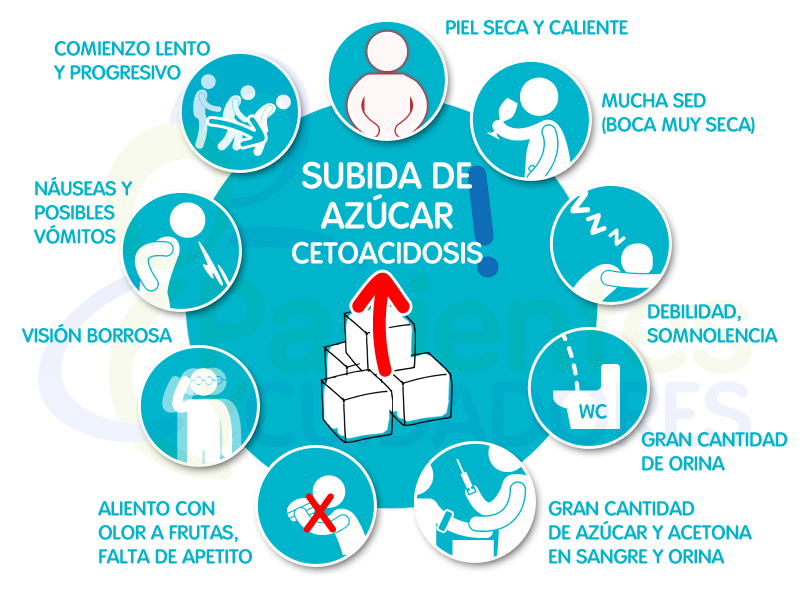 SUBIDA DE
AZÚCAR
CETOACIDOSIS
!
PIEL SECA Y CALIENTE
MUCHA SED
(BOCA MUY SECA)
DEBILIDAD,
SOMNOLENCIA
Z N N
WC
GRAN CANTIDAD
DE ORINA
GRAN CANTIDAD
DE AZÚCAR Y ACETONA
EN SANGRE Y ORINA
ALIENTO CON
OLOR A FRUTAS,
FALTA DE APETITO
VISIÓN BORROSA
NÁUSEAS Y
POSIBLES
VÓMITOS
COMIENZO LENTO
Y PROGRESIVO
Pacientes
CUIDADORES